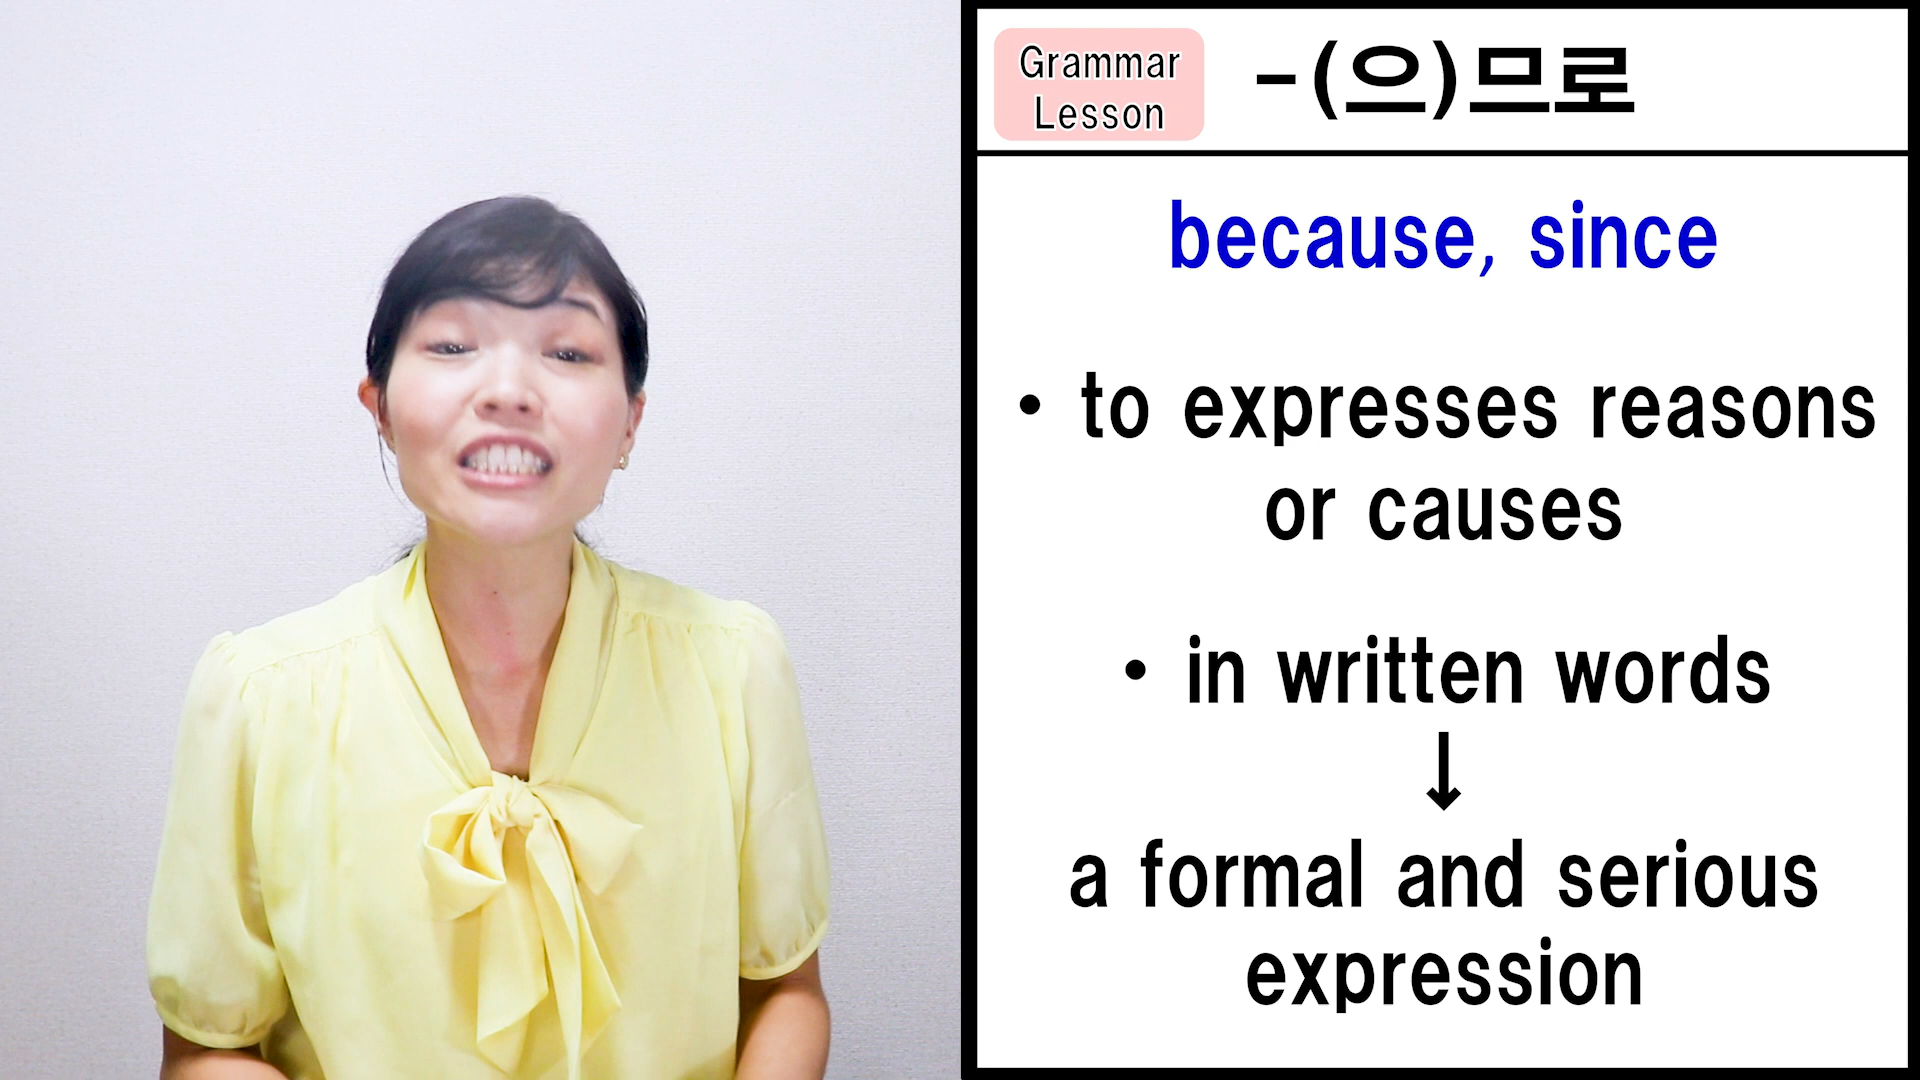 Grammar
Lesson
-(으)므로
because, since
• to expresses reasons
or causes
• in written words
↓
a formal and serious
expression